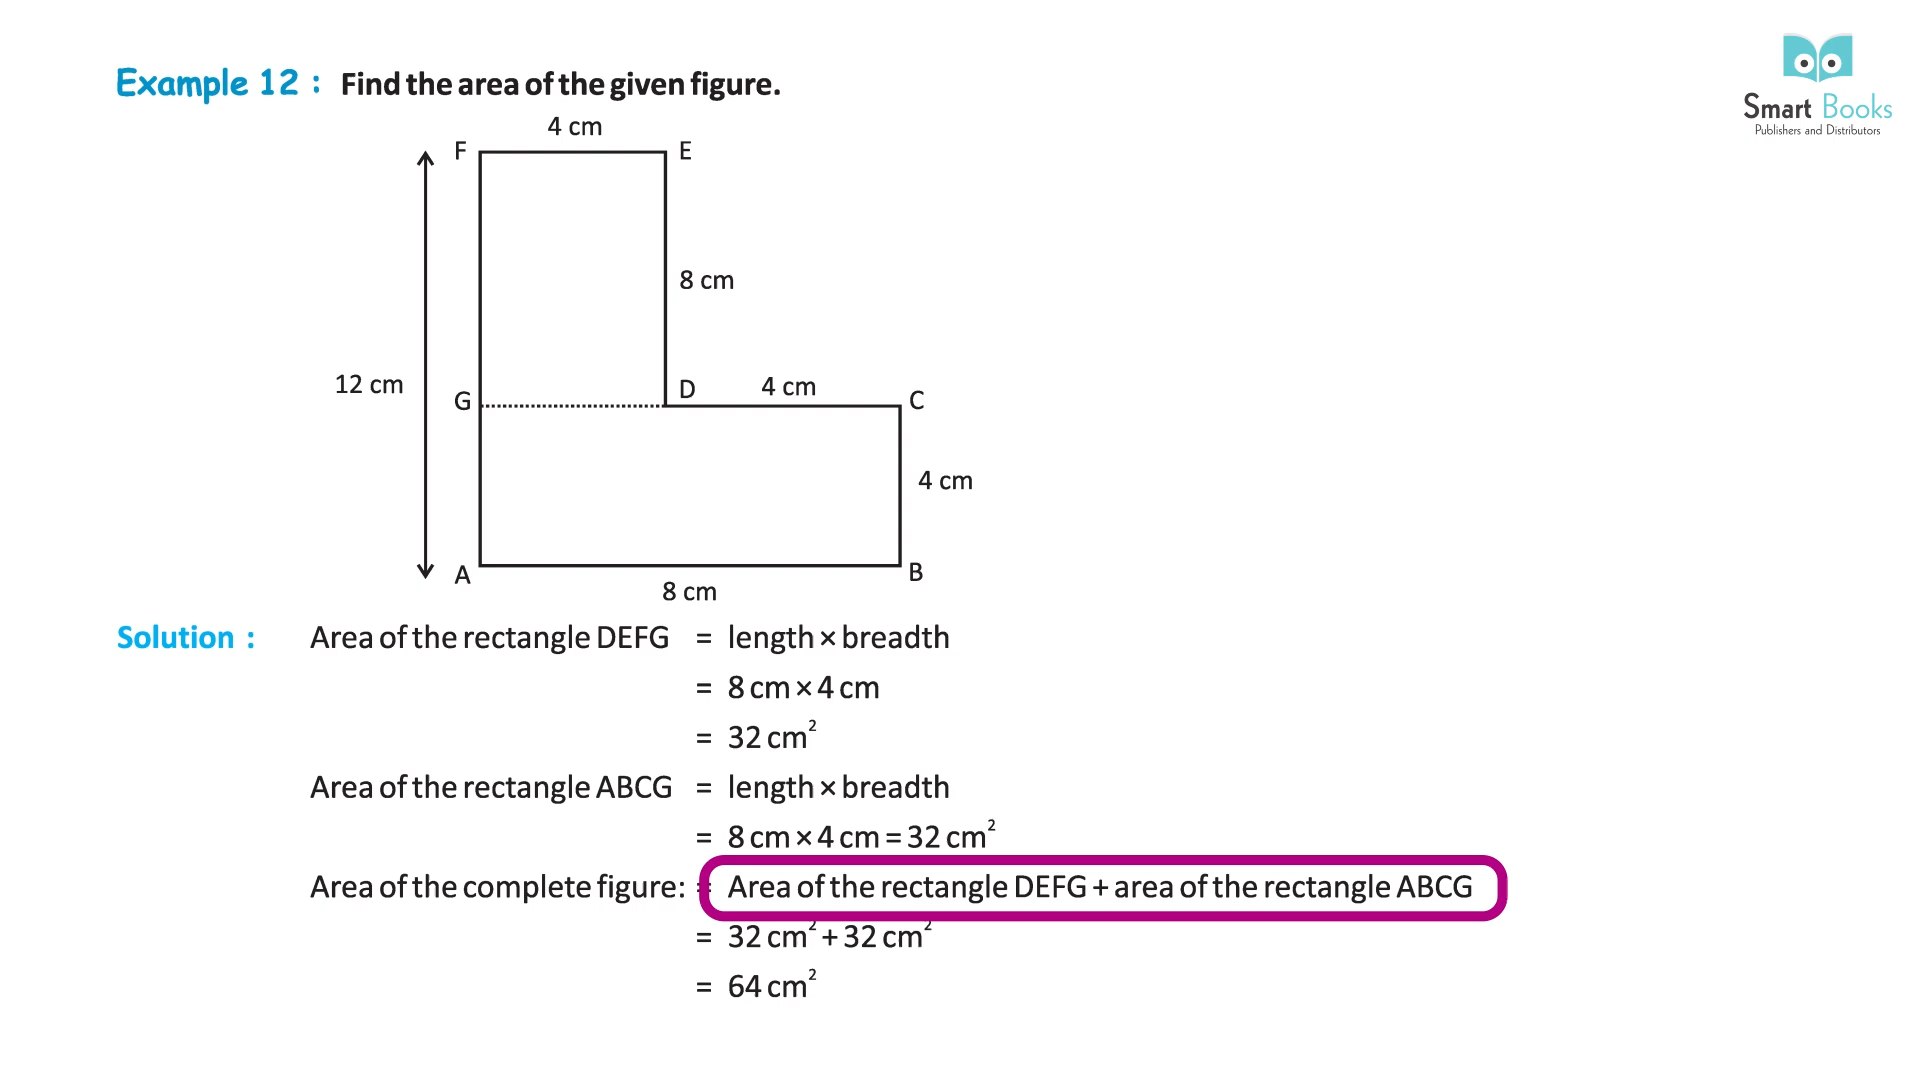 Example 12 : Find the area of the given figure.
Smart Books
Publishers and Distributors
4 cm
F
E
8 cm
12 cm
G
D
4 cm
C
4 cm
A
B
8 cm
Solution : Area of the rectangle DEFG = length × breadth
= 8 cm × 4 cm
= 32 cm²
Area of the rectangle ABCG = length × breadth
= 8 cm × 4 cm = 32 cm²
Area of the complete figure: = Area of the rectangle DEFG + area of the rectangle ABCG
= 32 cm² + 32 cm²
= 64 cm²